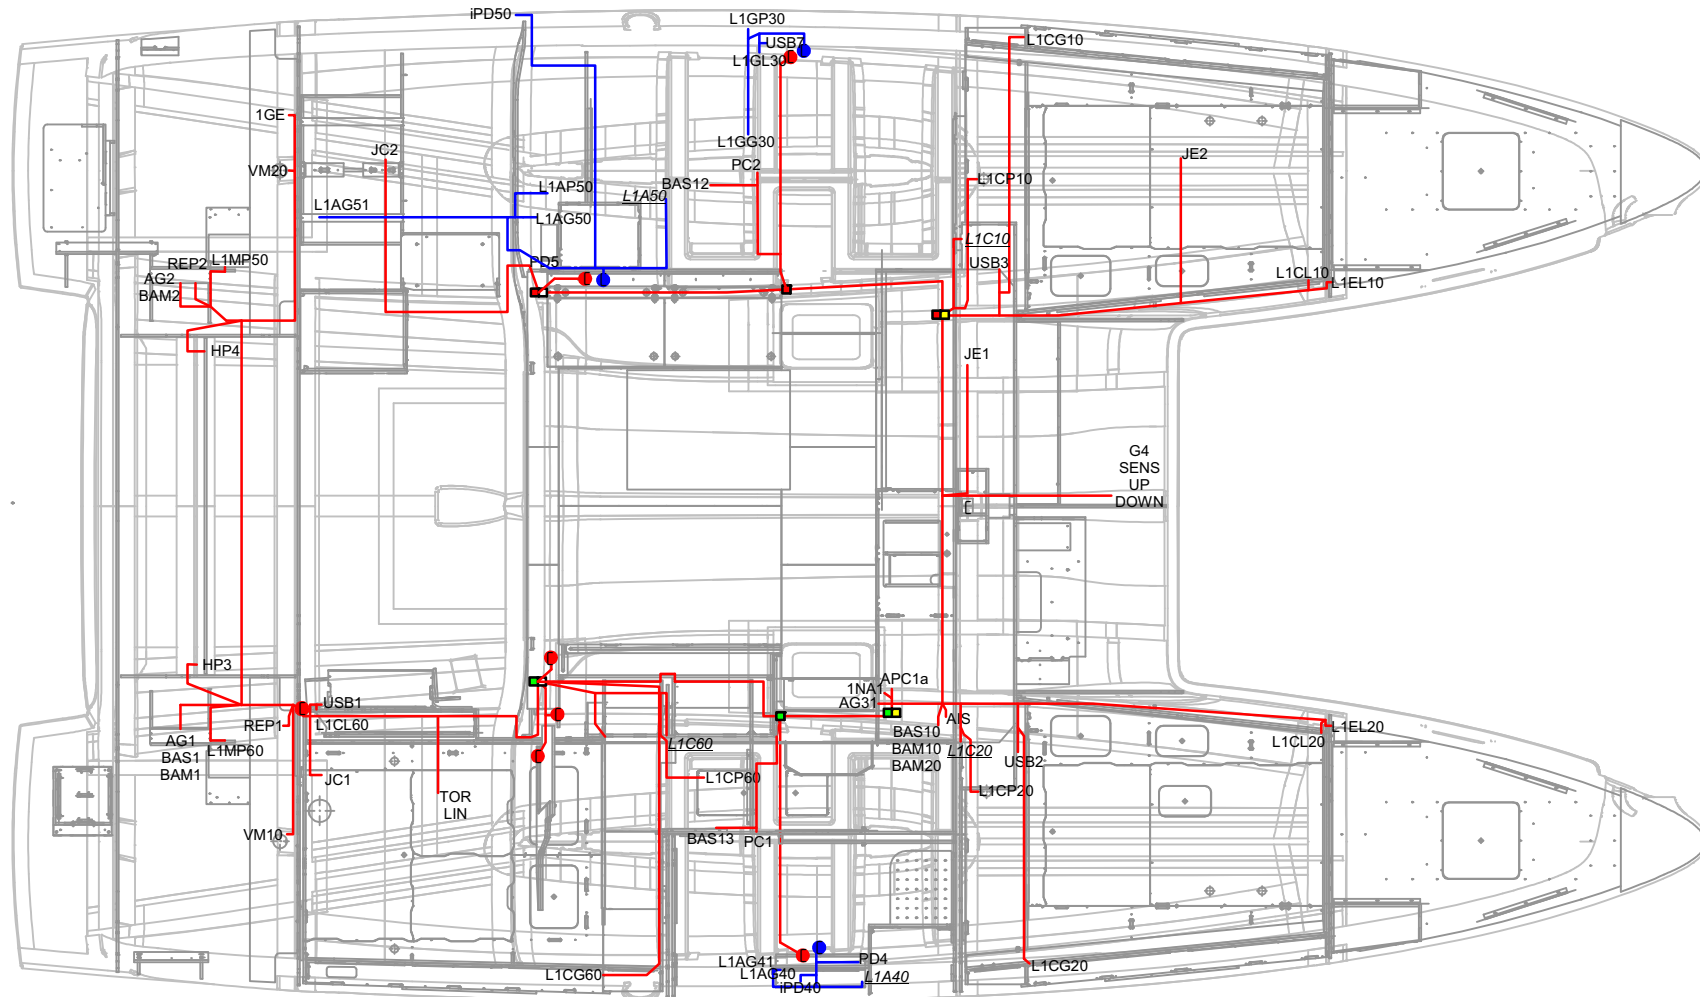 iPD50
L1GP30
USB7
L1GL30
L1CG10
1GE
L1GG30
JC2
PC2
JE2
VM20
BAS12
L1CP10
L1AP50
L1A50
L1AG51
L1AG50
L1C10
REP2
L1MP50
PD5
USB3
AG2
L1CL10
L1EL10
BAM2
HP4
JE1
G4
SENS
UP
DOWN
HP3
APC1a
1NA1
AG31
USB1
REP1
L1CL60
AIS
L1EL20
AG1
L1MP60
BAS1
BAM1
L1C60
BAS10
BAM10
BAM20
L1C20
L1CL20
USB2
JC1
L1CP60
L1CP20
TOR
LIN
VM10
BAS13
PC1
L1AG41
PD4
L1CG20
L1CG60
L1AG40
L1A40
iPD40